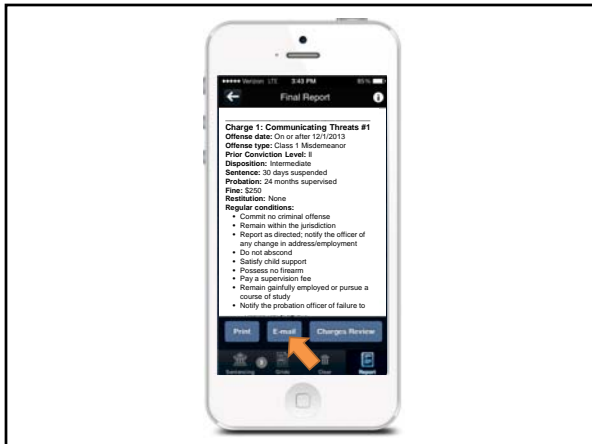 Verizon LTE 3:43 PM 85%
Final Report
Charge 1: Communicating Threats #1
Offense date: On or after 12/1/2013
Offense type: Class 1 Misdemeanor
Prior Conviction Level: II
Disposition: Intermediate
Sentence: 30 days suspended
Probation: 24 months supervised
Fine: $250
Restitution: None
Regular conditions:
• Commit no criminal offense
• Remain within the jurisdiction
• Report as directed; notify the officer of
any change in address/employment
• Do not abscond
• Satisfy child support
• Possess no firearm
• Pay a supervision fee
• Remain gainfully employed or pursue a
course of study
• Notify the probation officer of failure to
Print E-mail Charges Review
Sentencing Grids Clear Report